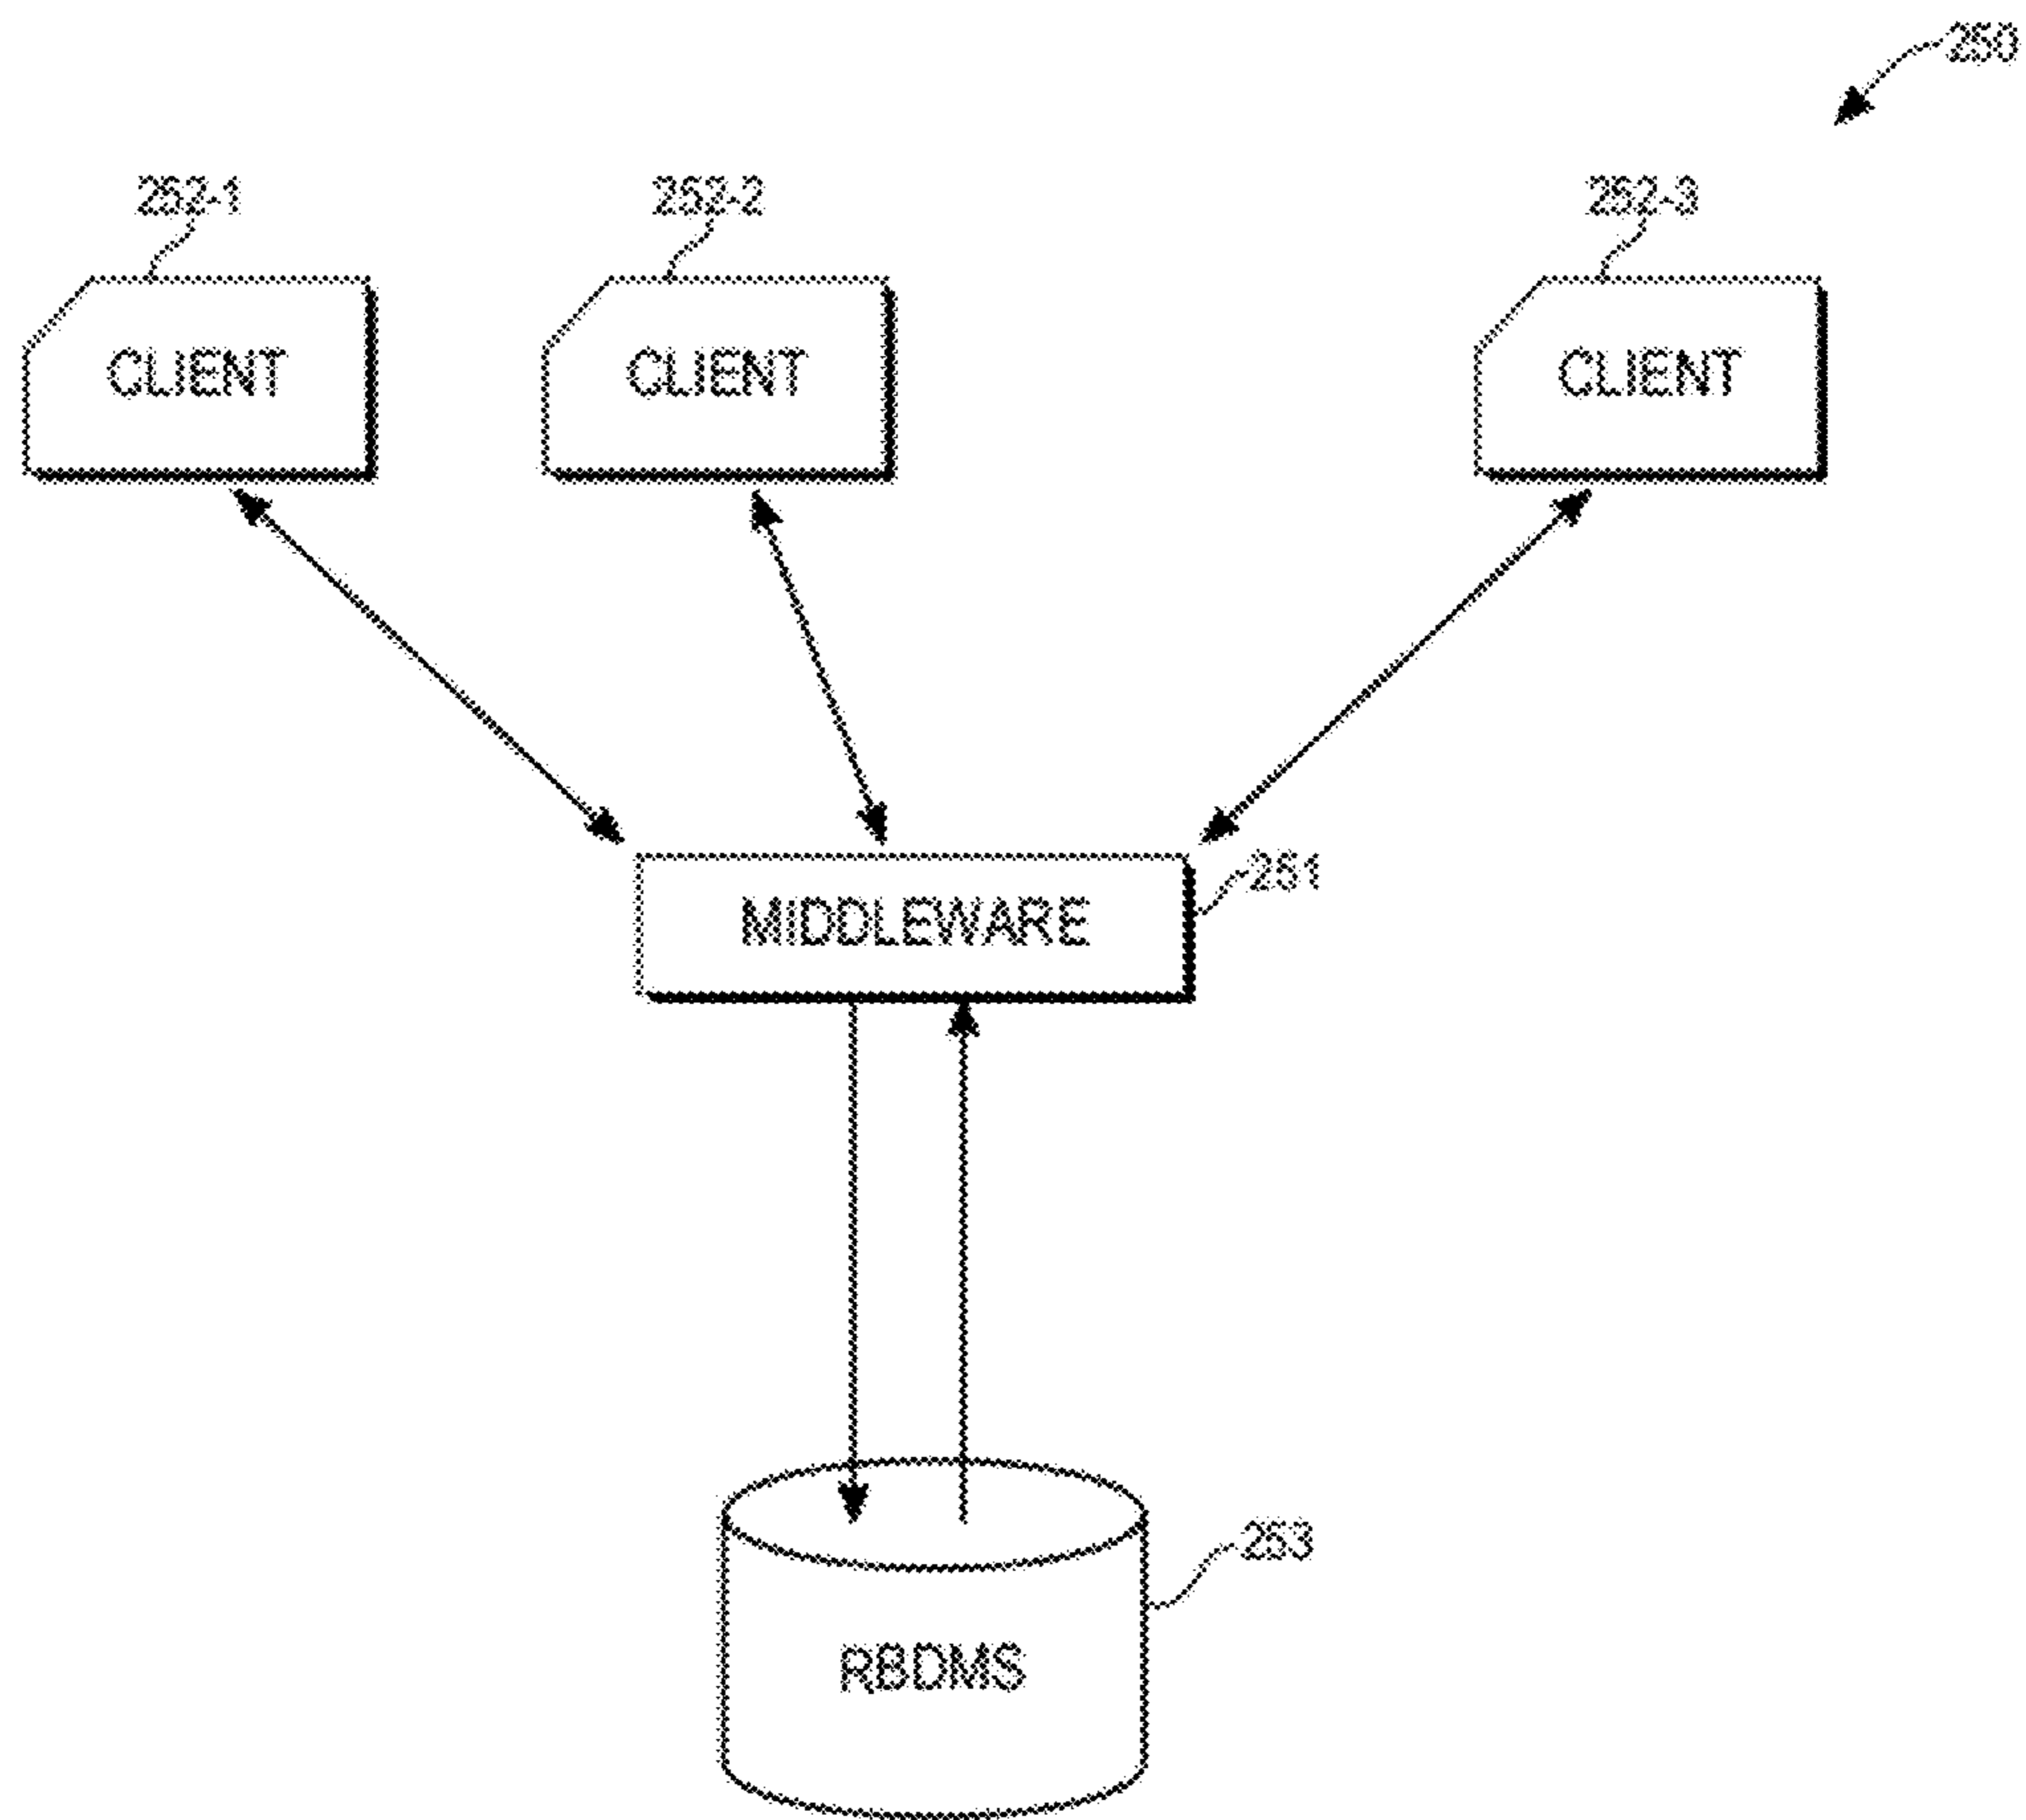 250
252-1 252-2 252-3
CLIENT CLIENT CLIENT
251
MIDDLEWARE
253
RBDMS